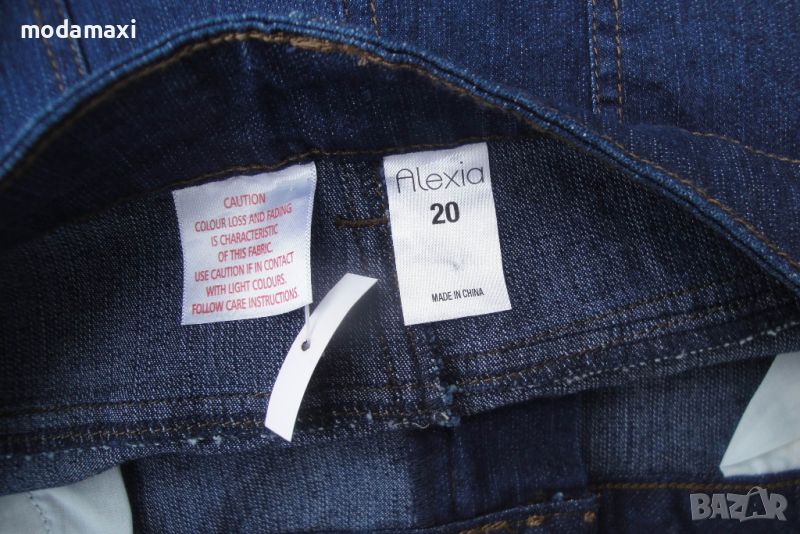 modamaxi
CAUTION
COLOUR LOSS AND FADING
IS CHARACTERISTIC
OF THIS FABRIC.
USE CAUTION IF IN CONTACT
WITH LIGHT COLOURS.
FOLLOW CARE INSTRUCTIONS
Alexia
20
MADE IN CHINA
BAZAR